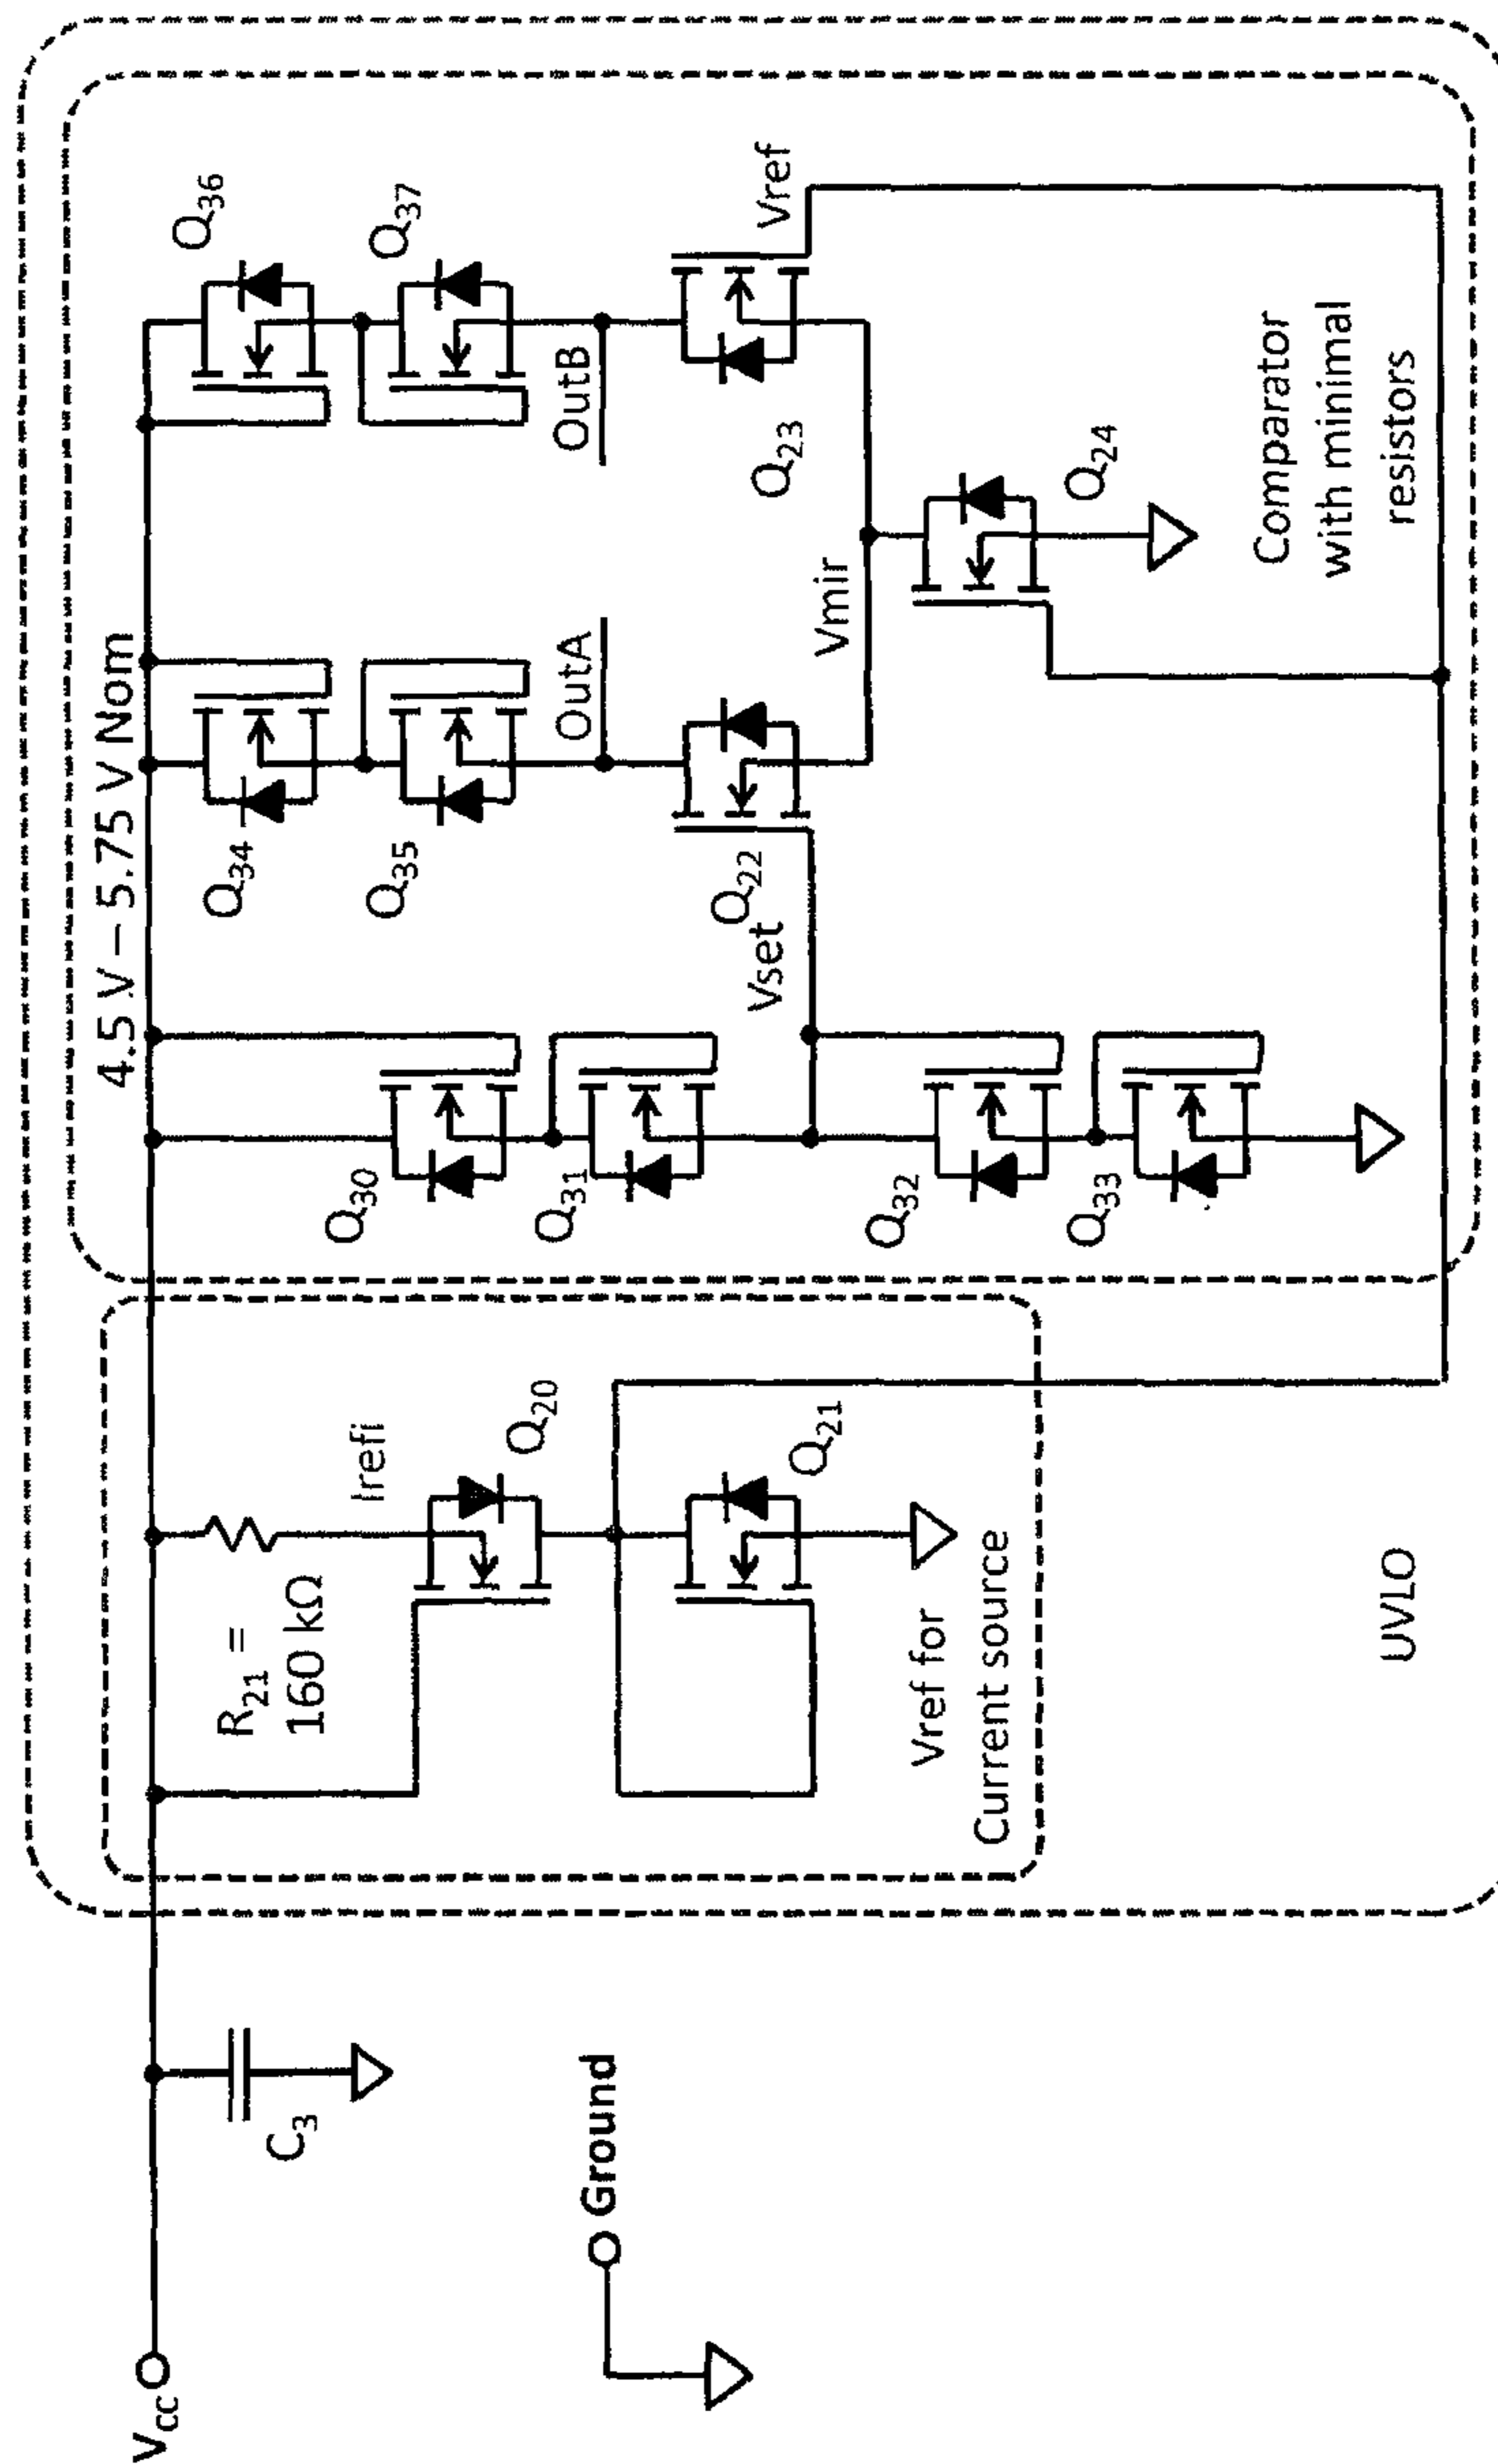 V_CC
C₃
Ground
4.5 V – 5.75 V Nom
R₂₁ =
160 kΩ
Irefi
Q₂₀
Q₂₁
Vref for
Current source
UVLO
Q₃₀
Q₃₁
Q₃₂
Q₃₃
Vset
Q₃₄
Q₃₅
OutA
Q₂₂
Vmir
Q₃₆
Q₃₇
OutB
Q₂₃
Vref
Q₂₄
Comparator
with minimal
resistors